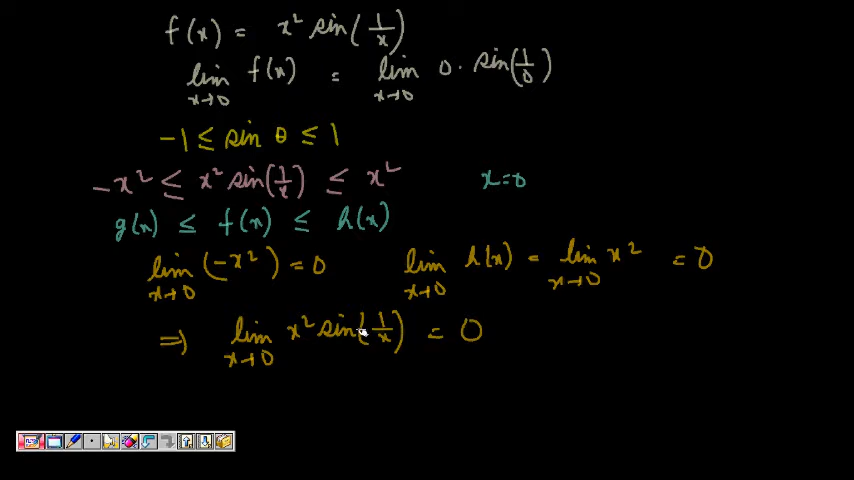 f(x) = x² sin(1/x)
lim x→0 f(x) = lim x→0 0 · sin(1/0)
-1 ≤ sin θ ≤ 1
-x² ≤ x² sin(1/x) ≤ x² x=0
g(x) ≤ f(x) ≤ h(x)
lim x→0 (-x²) = 0 lim x→0 h(x) = lim x→0 x² = 0
⇒ lim x→0 x² sin(1/x) = 0